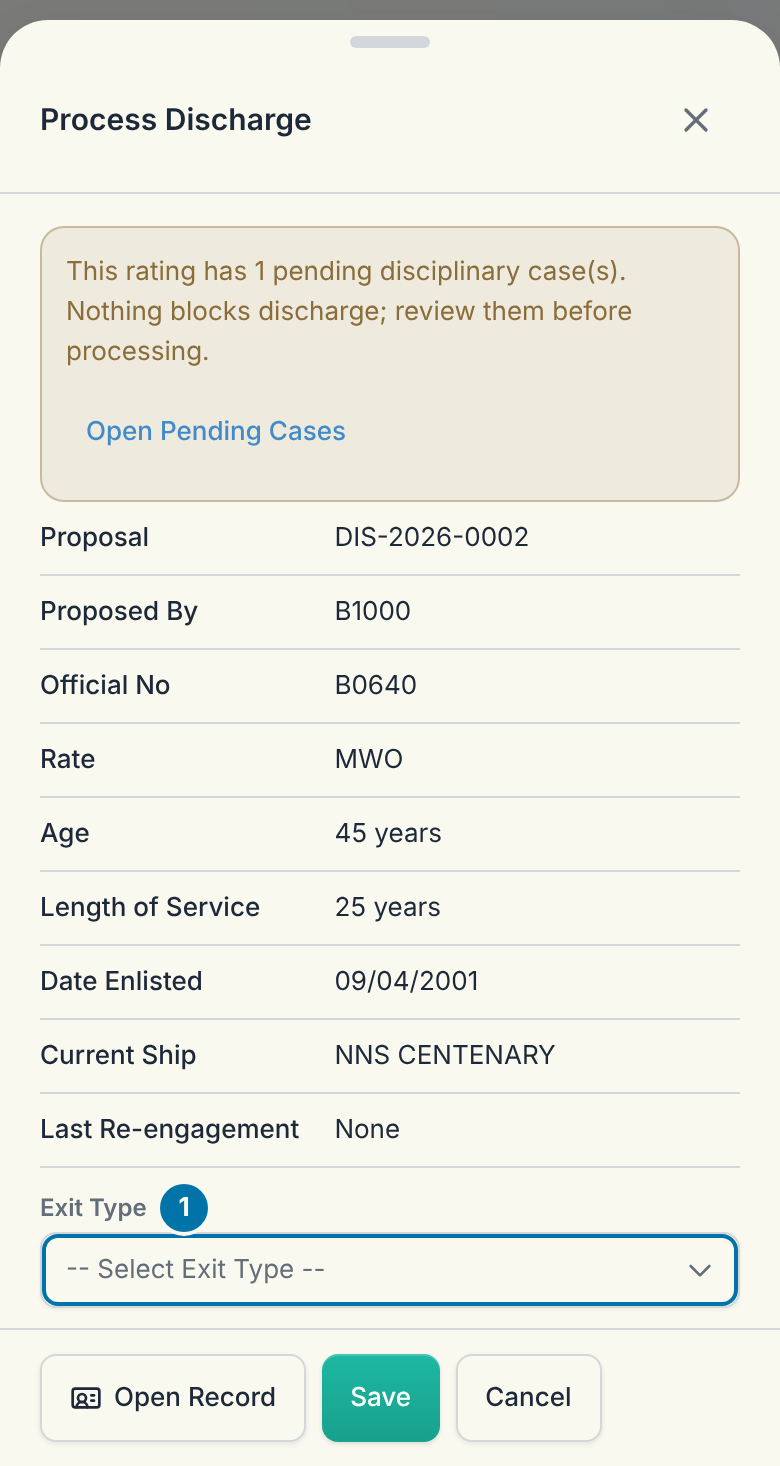 Process Discharge
This rating has 1 pending disciplinary case(s).
Nothing blocks discharge; review them before
processing.
Open Pending Cases
Proposal DIS-2026-0002
Proposed By B1000
Official No B0640
Rate MWO
Age 45 years
Length of Service 25 years
Date Enlisted 09/04/2001
Current Ship NNS CENTENARY
Last Re-engagement None
Exit Type 1
-- Select Exit Type --
Open Record Save Cancel